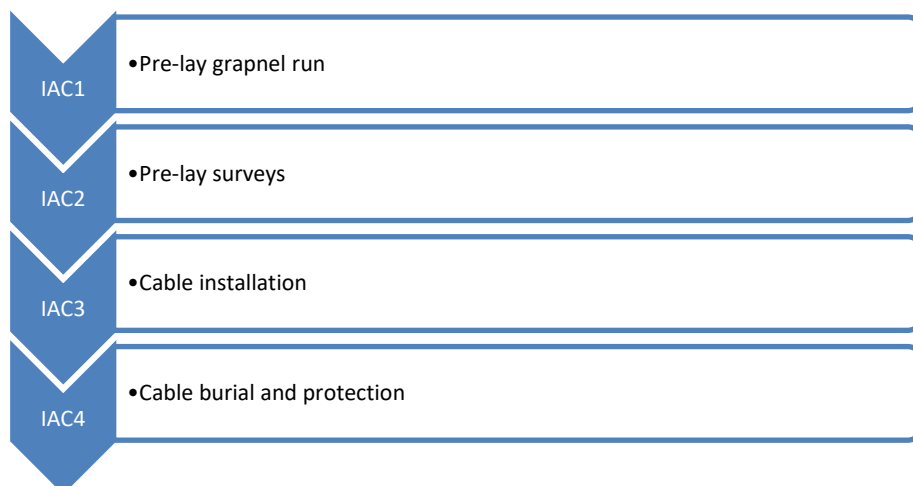 IAC1
•Pre-lay grapnel run
IAC2
•Pre-lay surveys
IAC3
•Cable installation
IAC4
•Cable burial and protection